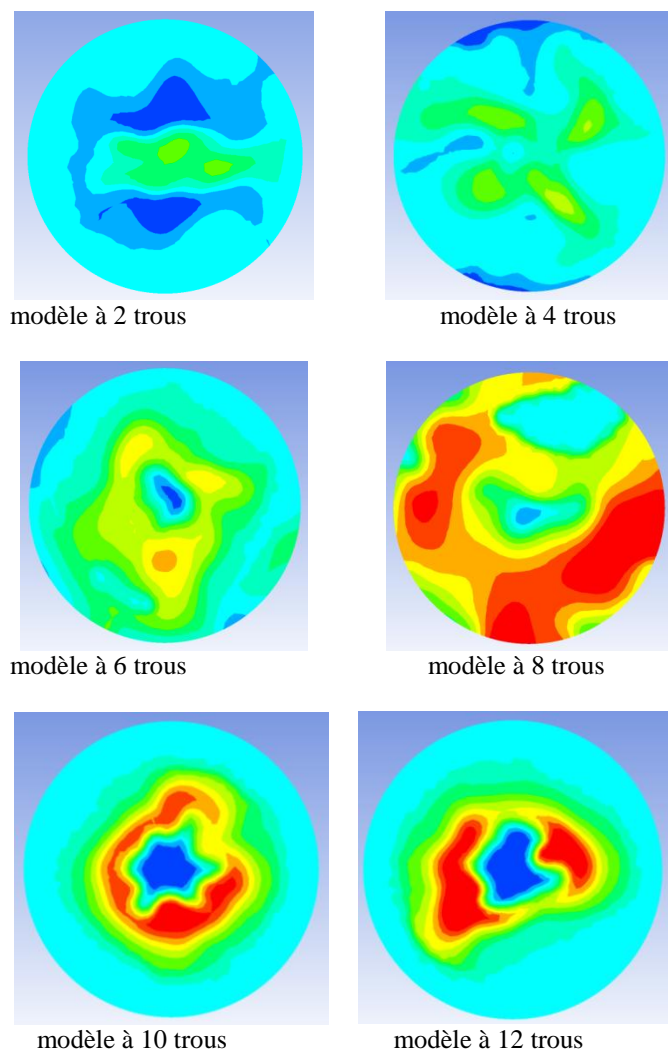 modèle à 2 trous
modèle à 4 trous
modèle à 6 trous
modèle à 8 trous
modèle à 10 trous
modèle à 12 trous